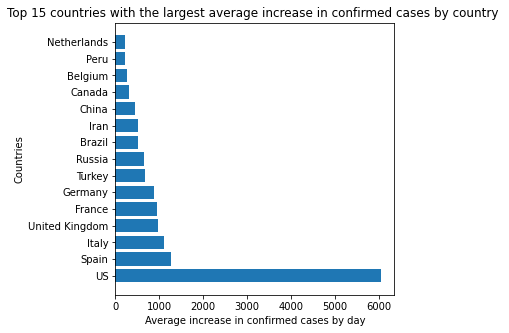 Top 15 countries with the largest average increase in confirmed cases by country
Netherlands
Peru
Belgium
Canada
China
Iran
Brazil
Russia
Turkey
Germany
France
United Kingdom
Italy
Spain
US
Countries
0 1000 2000 3000 4000 5000 6000
Average increase in confirmed cases by day